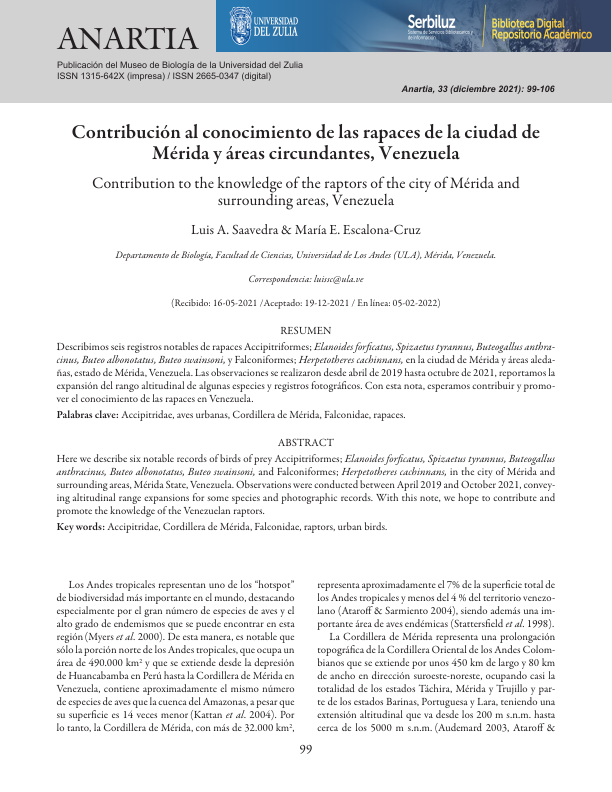 ANARTIA
UNIVERSIDAD
DEL ZULIA
Serbiluz
Sistema de Servicios Bibliotecarios y
de Información
Biblioteca Digital
Repositorio Académico
Publicación del Museo de Biología de la Universidad del Zulia
ISSN 1315-642X (impresa) / ISSN 2665-0347 (digital)
Anartia, 33 (diciembre 2021): 99-106
Contribución al conocimiento de las rapaces de la ciudad de
Mérida y áreas circundantes, Venezuela
Contribution to the knowledge of the raptors of the city of Mérida and
surrounding areas, Venezuela
Luis A. Saavedra & María E. Escalona-Cruz
Departamento de Biología, Facultad de Ciencias, Universidad de Los Andes (ULA), Mérida, Venezuela.
Correspondencia: luissc@ula.ve
(Recibido: 16-05-2021 /Aceptado: 19-12-2021 / En línea: 05-02-2022)
RESUMEN
Describimos seis registros notables de rapaces Accipitriformes; Elanoides forficatus, Spizaetus tyrannus, Buteogallus anthra-
cinus, Buteo albonotatus, Buteo swainsoni, y Falconiformes; Herpetotheres cachinnans, en la ciudad de Mérida y áreas aleda-
ñas, estado de Mérida, Venezuela. Las observaciones se realizaron desde abril de 2019 hasta octubre de 2021, reportamos la
expansión del rango altitudinal de algunas especies y registros fotográficos. Con esta nota, esperamos contribuir y promo-
ver el conocimiento de las rapaces en Venezuela.
Palabras clave: Accipitridae, aves urbanas, Cordillera de Mérida, Falconidae, rapaces.
ABSTRACT
Here we describe six notable records of birds of prey Accipitriformes; Elanoides forficatus, Spizaetus tyrannus, Buteogallus
anthracinus, Buteo albonotatus, Buteo swainsoni, and Falconiformes; Herpetotheres cachinnans, in the city of Mérida and
surrounding areas, Mérida State, Venezuela. Observations were conducted between April 2019 and October 2021, convey-
ing altitudinal range expansions for some species and photographic records. With this note, we hope to contribute and
promote the knowledge of the Venezuelan raptors.
Key words: Accipitridae, Cordillera de Mérida, Falconidae, raptors, urban birds.
Los Andes tropicales representan uno de los “hotspot”
de biodiversidad más importante en el mundo, destacando
especialmente por el gran número de especies de aves y el
alto grado de endemismos que se puede encontrar en esta
región (Myers et al. 2000). De esta manera, es notable que
sólo la porción norte de los Andes tropicales, que ocupa un
área de 490.000 km² y que se extiende desde la depresión
de Huancabamba en Perú hasta la Cordillera de Mérida en
Venezuela, contiene aproximadamente el mismo número
de especies de aves que la cuenca del Amazonas, a pesar que
su superficie es 14 veces menor (Kattan et al. 2004). Por
lo tanto, la Cordillera de Mérida, con más de 32.000 km²,
representa aproximadamente el 7% de la superficie total de
los Andes tropicales y menos del 4 % del territorio venezo-
lano (Ataroff & Sarmiento 2004), siendo además una im-
portante área de aves endémicas (Stattersfield et al. 1998).
La Cordillera de Mérida representa una prolongación
topográfica de la Cordillera Oriental de los Andes Colom-
bianos que se extiende por unos 450 km de largo y 80 km
de ancho en dirección suroeste-noreste, ocupando casi la
totalidad de los estados Táchira, Mérida y Trujillo y par-
te de los estados Barinas, Portuguesa y Lara, teniendo una
extensión altitudinal que va desde los 200 m s.n.m. hasta
cerca de los 5000 m s.n.m. (Audemard 2003, Ataroff &
99